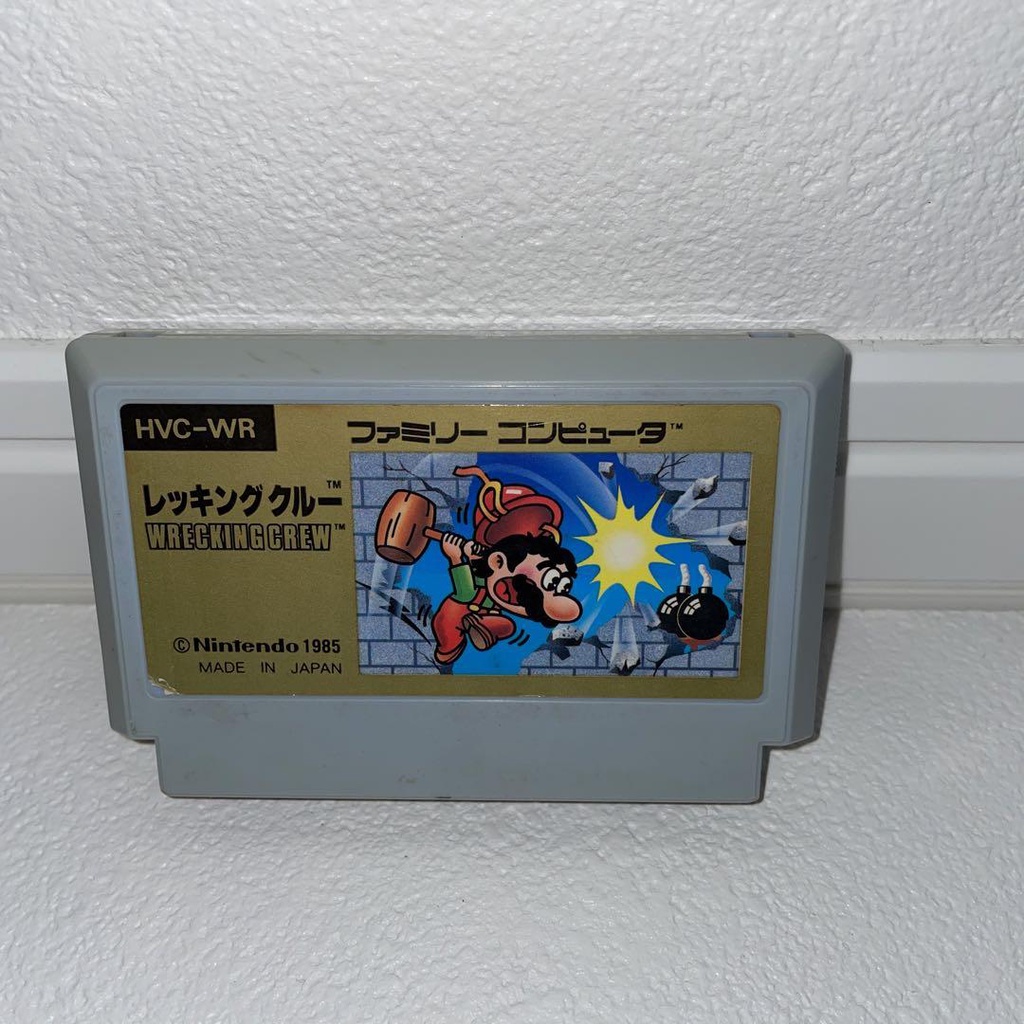 HVC-WR
ファミリー コンピュータ™
レッキングクルー™
WRECKING CREW™
©Nintendo 1985
MADE IN JAPAN